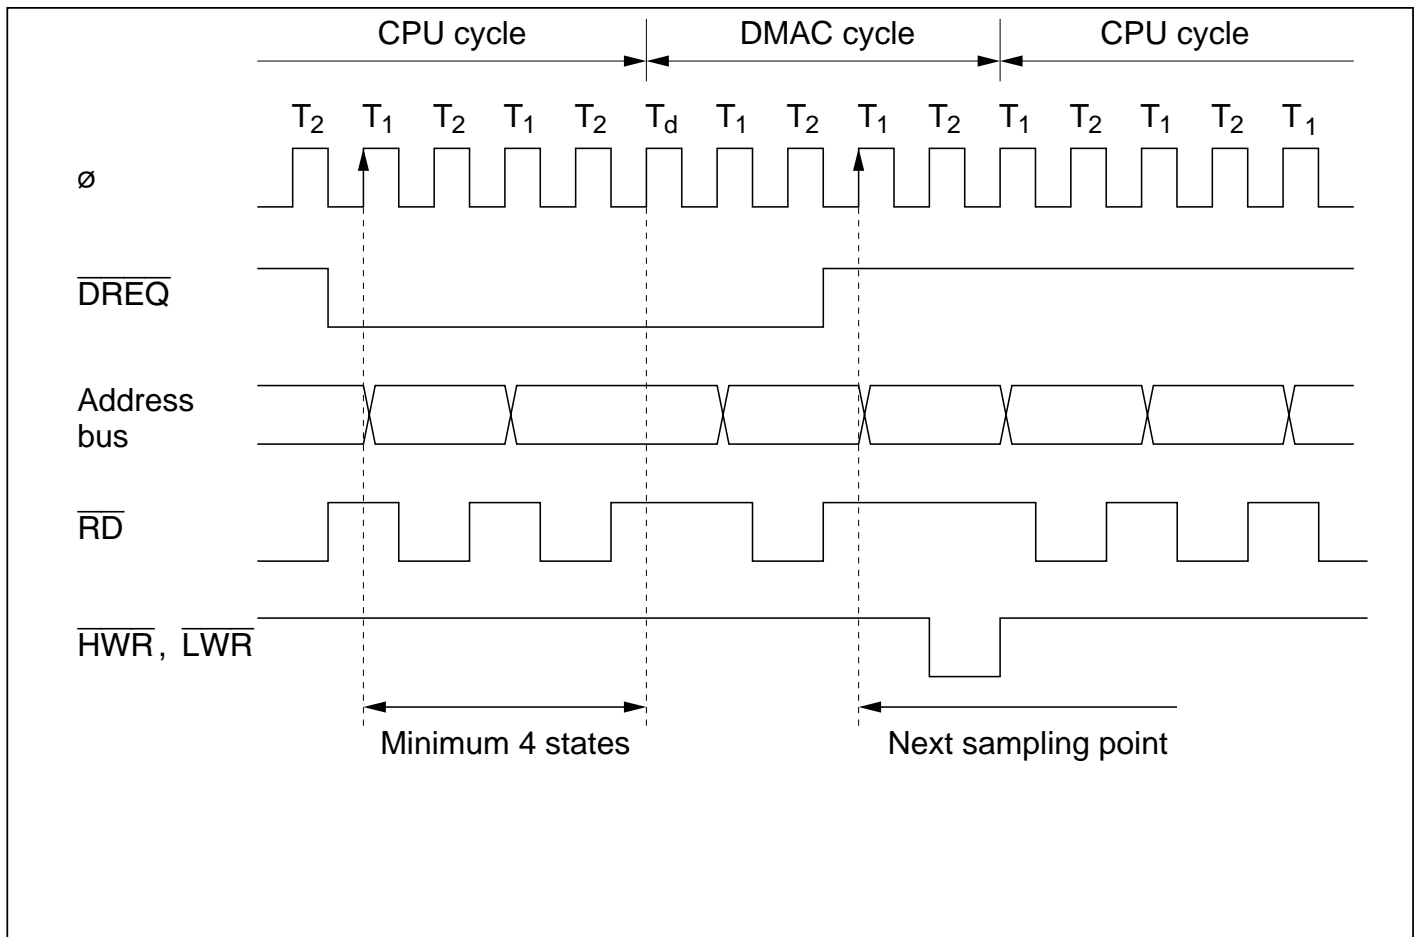 CPU cycle DMAC cycle CPU cycle
T2 T1 T2 T1 T2 Td T1 T2 T1 T2 T1 T2 T1 T2 T1
ø
DREQ
Address
bus
RD
HWR, LWR
Minimum 4 states Next sampling point